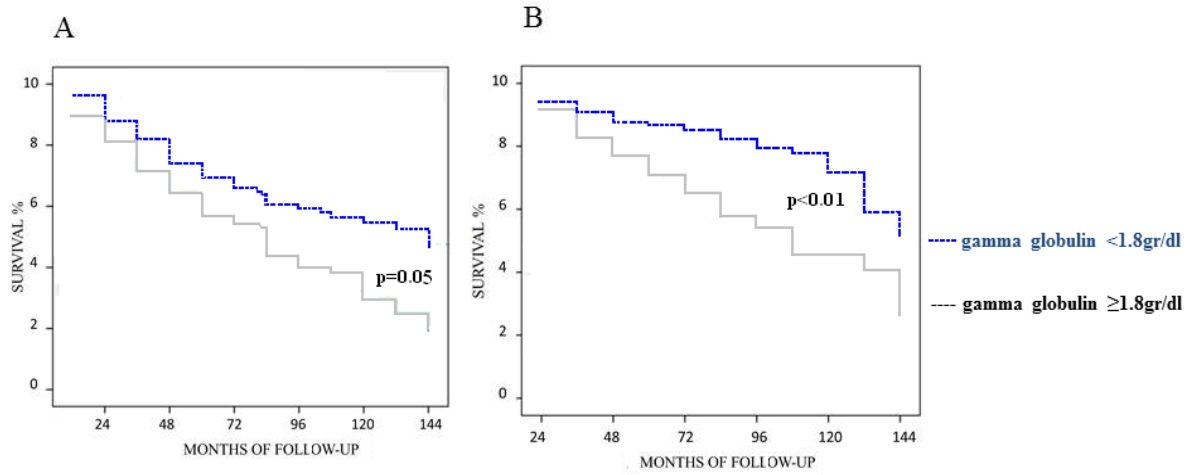 A
10
8
6
4
2
0
SURVIVAL %
p=0.05
24 48 72 96 120 144
MONTHS OF FOLLOW-UP
B
10
8
6
4
2
0
SURVIVAL %
p<0.01
24 48 72 96 120 144
MONTHS OF FOLLOW-UP
gamma globulin <1.8gr/dl
gamma globulin ≥1.8gr/dl